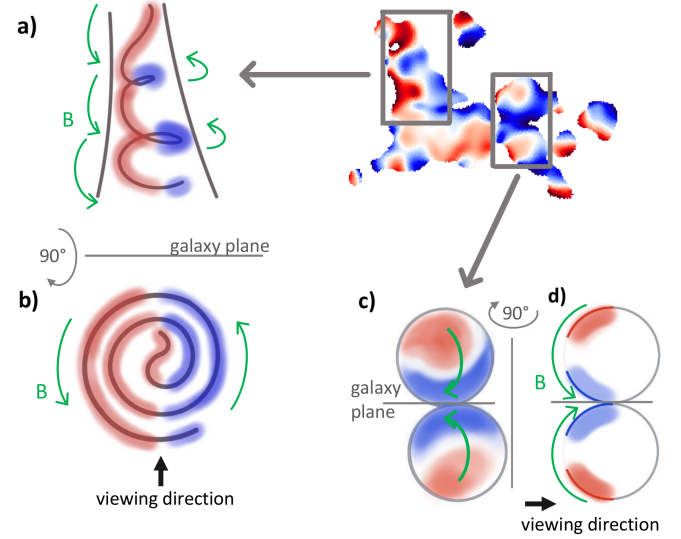 a)
B
90°
galaxy plane
b)
B
viewing direction
c)
90°
d)
galaxy
plane
B
viewing direction